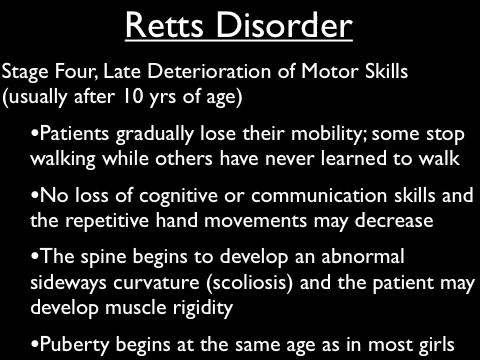 Retts Disorder
Stage Four, Late Deterioration of Motor Skills
(usually after 10 yrs of age)
•Patients gradually lose their mobility; some stop
walking while others have never learned to walk
•No loss of cognitive or communication skills and
the repetitive hand movements may decrease
•The spine begins to develop an abnormal
sideways curvature (scoliosis) and the patient may
develop muscle rigidity
•Puberty begins at the same age as in most girls